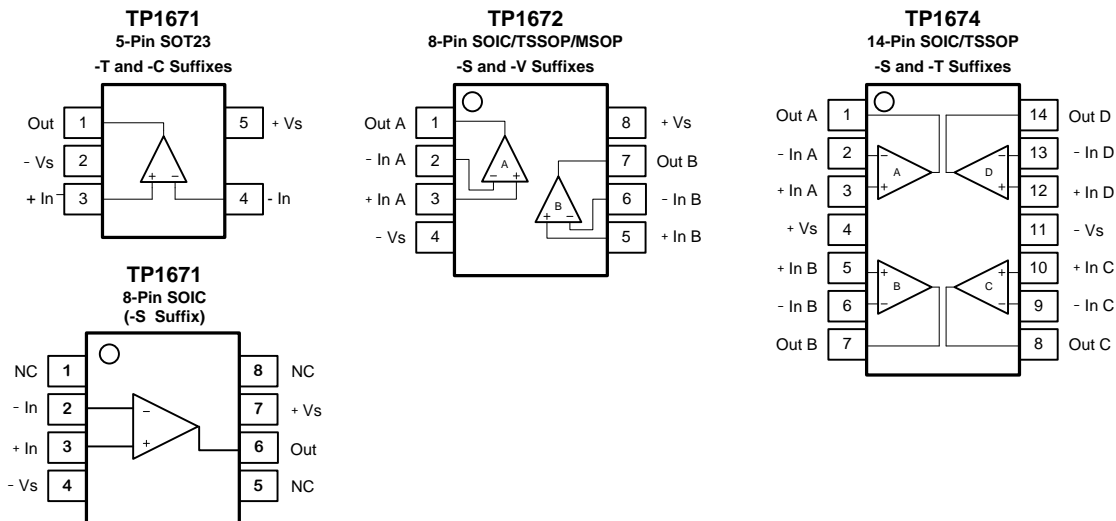 TP1671
5-Pin SOT23
-T and -C Suffixes
Out 1 5 + Vs
- Vs 2
+ In 3 + - 4 - In
TP1672
8-Pin SOIC/TSSOP/MSOP
-S and -V Suffixes
Out A 1 8 + Vs
- In A 2 A - + 7 Out B
+ In A 3 B + - 6 - In B
- Vs 4 5 + In B
TP1674
14-Pin SOIC/TSSOP
-S and -T Suffixes
Out A 1 14 Out D
- In A 2 - - 13 - In D
A D
+ In A 3 + + 12 + In D
+ Vs 4 11 - Vs
+ In B 5 + + 10 + In C
B C
- In B 6 - - 9 - In C
Out B 7 8 Out C
TP1671
8-Pin SOIC
(-S Suffix)
NC 1 8 NC
- In 2 - 7 + Vs
+ In 3 + 6 Out
- Vs 4 5 NC